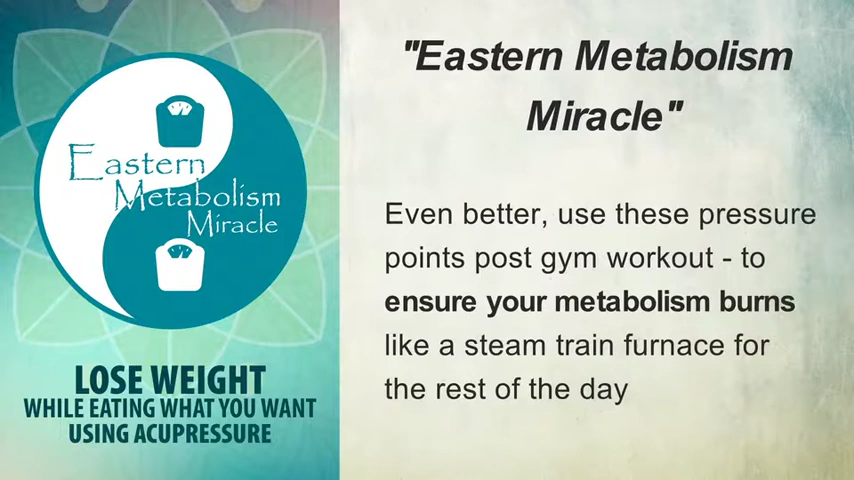 Eastern
Metabolism
Miracle
LOSE WEIGHT
WHILE EATING WHAT YOU WANT
USING ACUPRESSURE
"Eastern Metabolism
Miracle"
Even better, use these pressure
points post gym workout - to
ensure your metabolism burns
like a steam train furnace for
the rest of the day